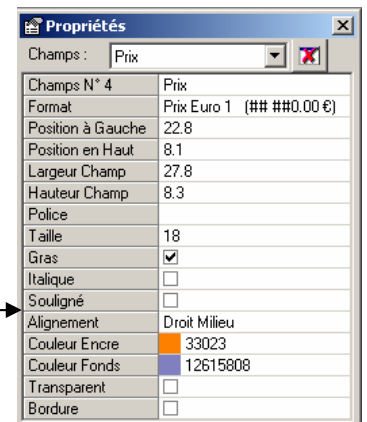 Propriétés
Champs : Prix
Champs N° 4 Prix
Format Prix Euro 1 (## ##0.00 €)
Position à Gauche 22.8
Position en Haut 8.1
Largeur Champ 27.8
Hauteur Champ 8.3
Police
Taille 18
Gras
Italique
Souligné
Alignement Droit Milieu
Couleur Encre 33023
Couleur Fonds 12615808
Transparent
Bordure